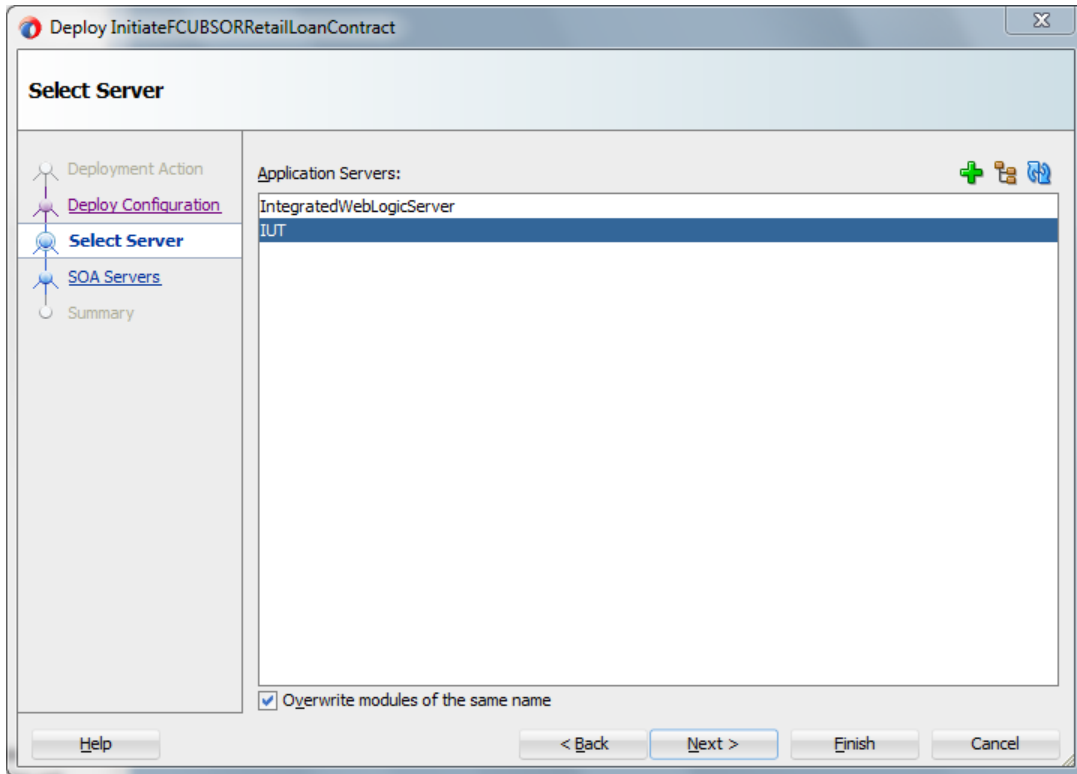 Deploy InitiateFCUBSORRetailLoanContract
Select Server
Deployment Action
Deploy Configuration
Select Server
SOA Servers
Summary
Application Servers:
IntegratedWebLogicServer
IUT
Overwrite modules of the same name
Help
< Back
Next >
Finish
Cancel